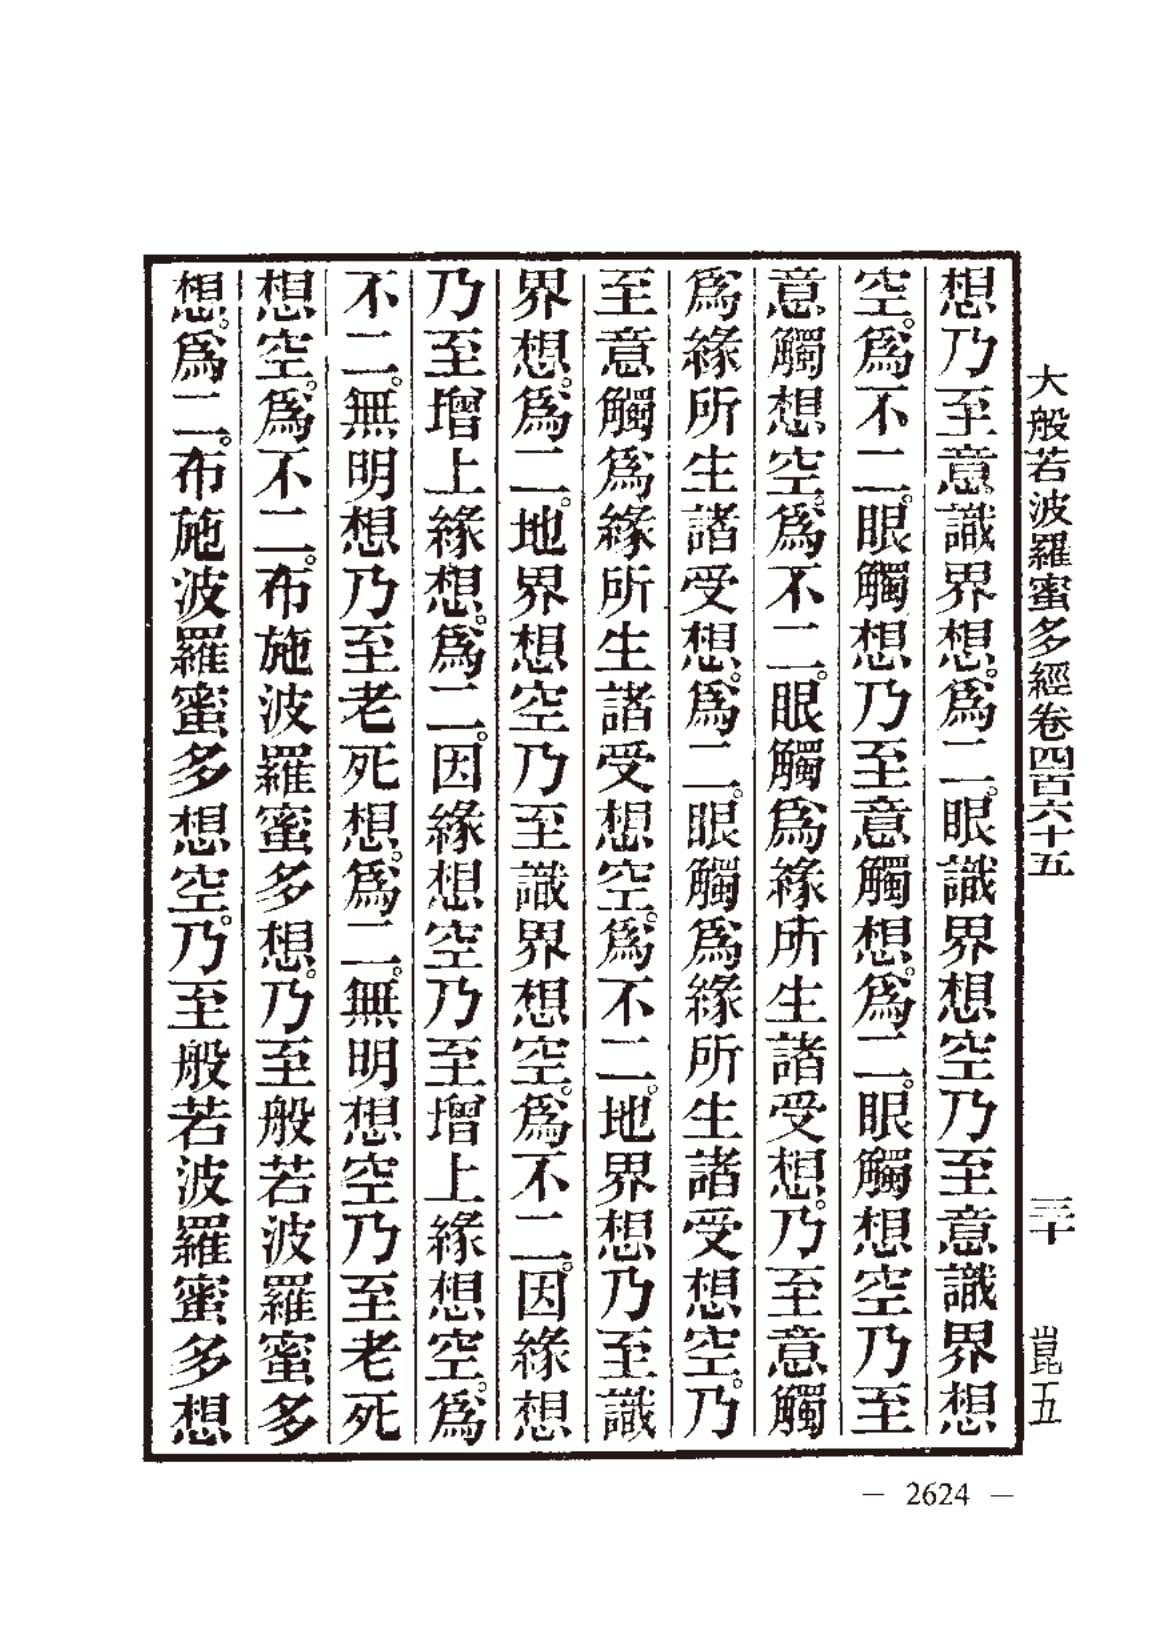 大般若波羅蜜多經卷四百六十五 三十 崑五
想乃至意識界想。爲二。眼識界想空乃至意識界想
空。爲不二。眼觸想乃至意觸想。爲二。眼觸想空乃至
意觸想空。爲不二。眼觸爲緣所生諸受想。乃至意觸
爲緣所生諸受想。爲二。眼觸爲緣所生諸受想空。乃
至意觸爲緣所生諸受想空。爲不二。地界想乃至識
界想。爲二。地界想空乃至識界想空。爲不二。因緣想
乃至增上緣想。爲二。因緣想空乃至增上緣想空。爲
不二。無明想乃至老死想。爲二。無明想空乃至老死
想空。爲不二。布施波羅蜜多想。乃至般若波羅蜜多
想。爲二。布施波羅蜜多想空。乃至般若波羅蜜多想
— 2624 —